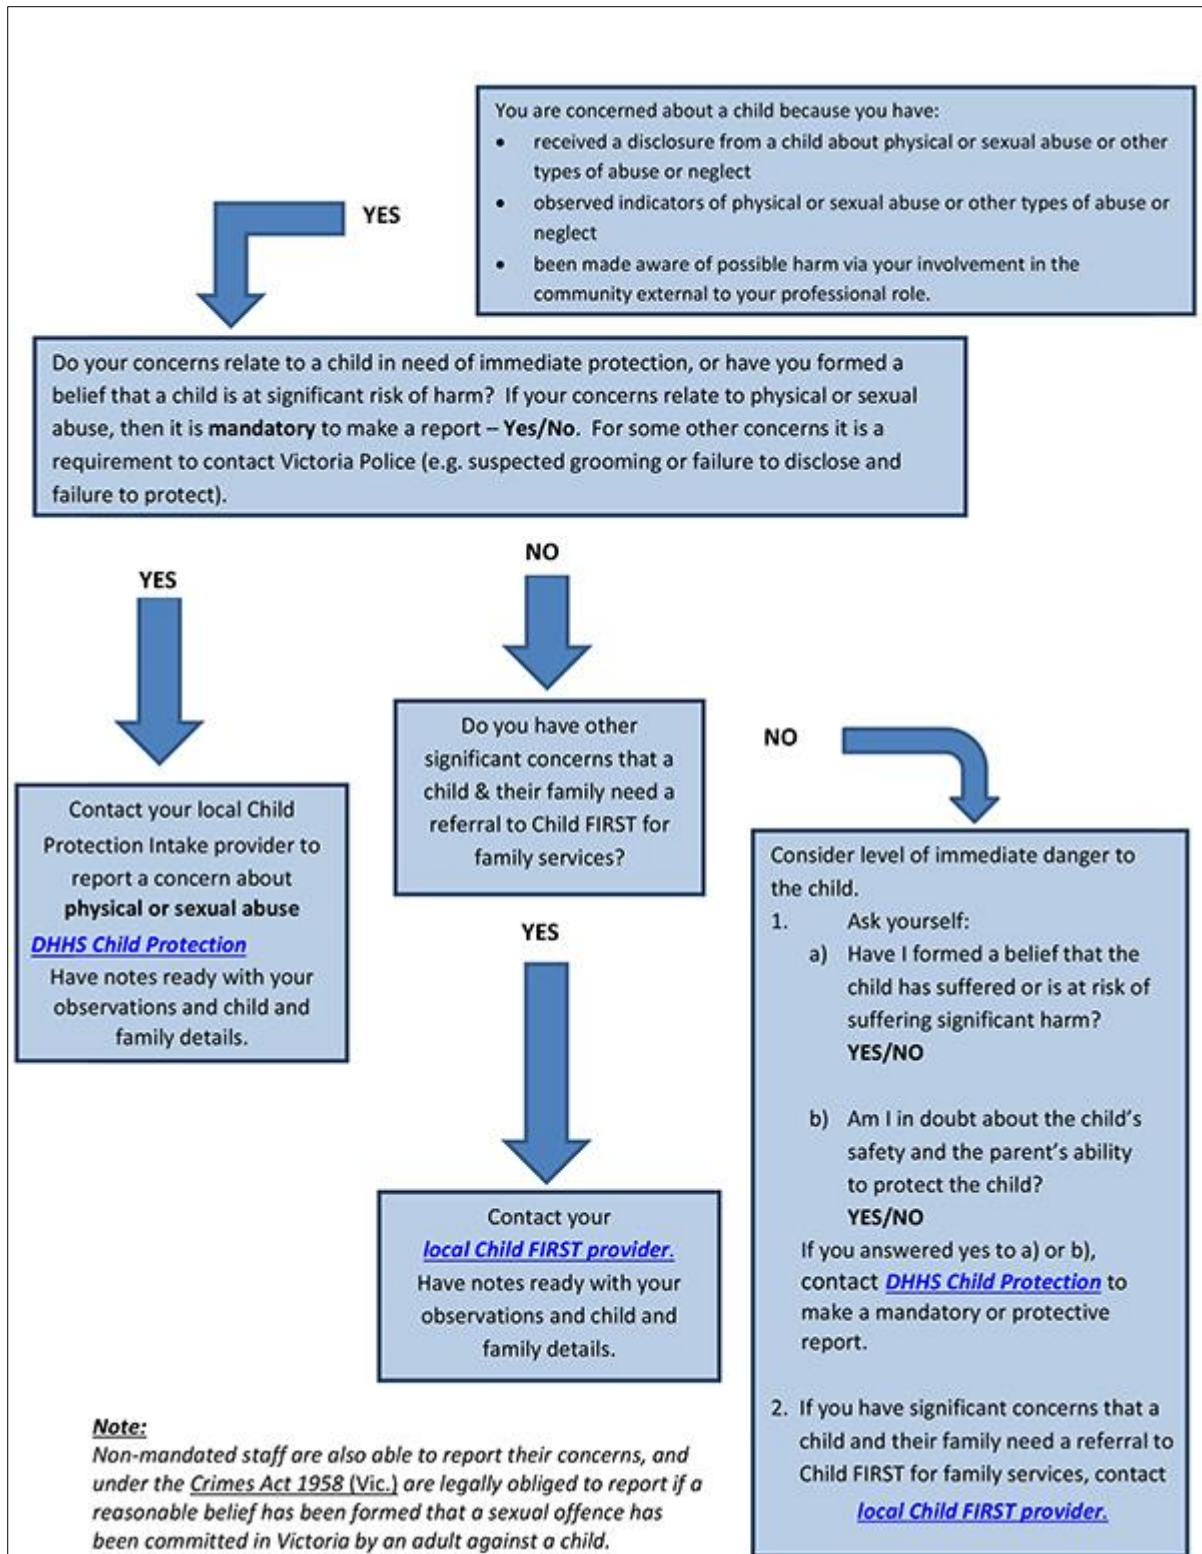 You are concerned about a child because you have:
• received a disclosure from a child about physical or sexual abuse or other
types of abuse or neglect
• observed indicators of physical or sexual abuse or other types of abuse or
neglect
• been made aware of possible harm via your involvement in the
community external to your professional role.
YES
Do your concerns relate to a child in need of immediate protection, or have you formed a
belief that a child is at significant risk of harm? If your concerns relate to physical or sexual
abuse, then it is mandatory to make a report – Yes/No. For some other concerns it is a
requirement to contact Victoria Police (e.g. suspected grooming or failure to disclose and
failure to protect).
YES
Contact your local Child
Protection Intake provider to
report a concern about
physical or sexual abuse
DHHS Child Protection
Have notes ready with your
observations and child and
family details.
NO
Do you have other
significant concerns that a
child & their family need a
referral to Child FIRST for
family services?
YES
Contact your
local Child FIRST provider.
Have notes ready with your
observations and child and
family details.
NO
Consider level of immediate danger to
the child.
1. Ask yourself:
a) Have I formed a belief that the
child has suffered or is at risk of
suffering significant harm?
YES/NO
b) Am I in doubt about the child's
safety and the parent's ability
to protect the child?
YES/NO
If you answered yes to a) or b),
contact DHHS Child Protection to
make a mandatory or protective
report.
2. If you have significant concerns that a
child and their family need a referral to
Child FIRST for family services, contact
local Child FIRST provider.
Note:
Non-mandated staff are also able to report their concerns, and
under the Crimes Act 1958 (Vic.) are legally obliged to report if a
reasonable belief has been formed that a sexual offence has
been committed in Victoria by an adult against a child.